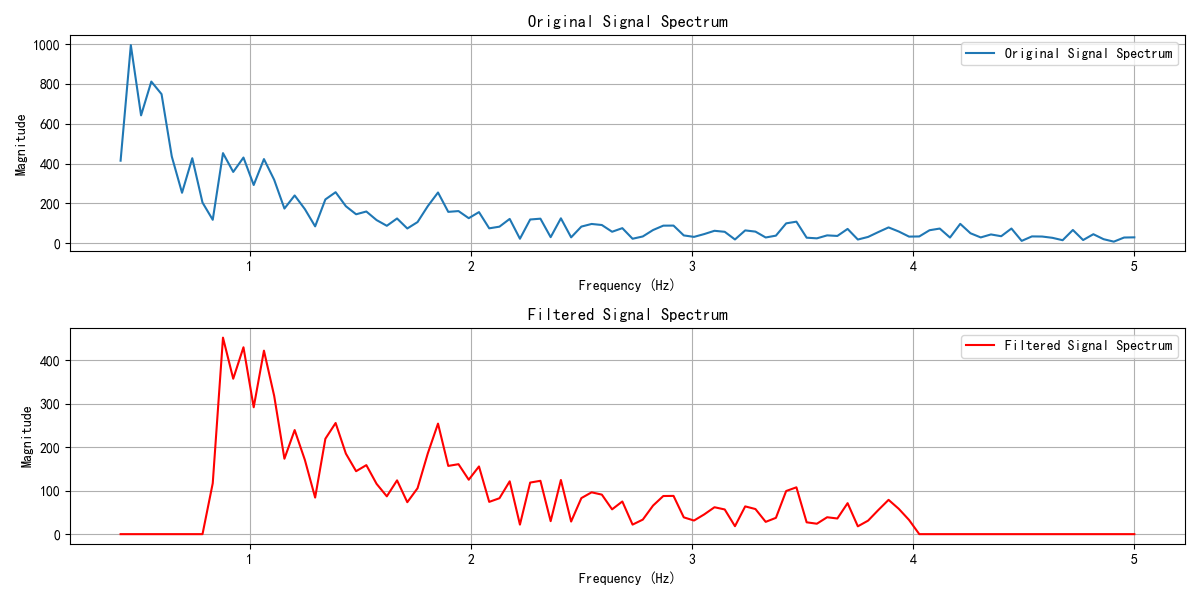 Original Signal Spectrum
1000
800
600
400
200
0
Magnitude
Original Signal Spectrum
1 2 3 4 5
Frequency (Hz)
Filtered Signal Spectrum
400
300
200
100
0
Magnitude
Filtered Signal Spectrum
1 2 3 4 5
Frequency (Hz)